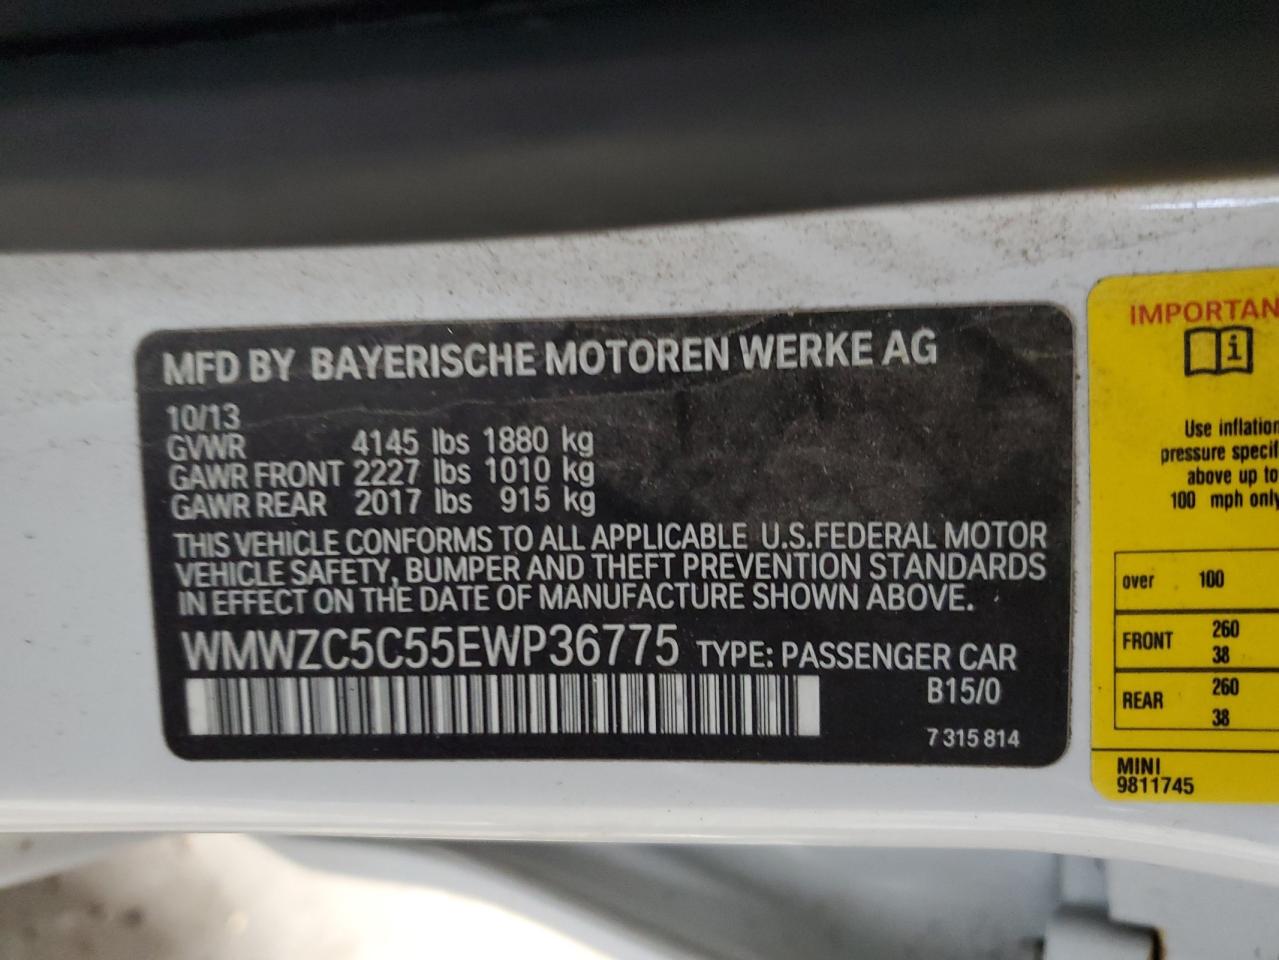 MFD BY BAYERISCHE MOTOREN WERKE AG
10/13
GVWR 4145 lbs 1880 kg
GAWR FRONT 2227 lbs 1010 kg
GAWR REAR 2017 lbs 915 kg
THIS VEHICLE CONFORMS TO ALL APPLICABLE U.S.FEDERAL MOTOR
VEHICLE SAFETY, BUMPER AND THEFT PREVENTION STANDARDS
IN EFFECT ON THE DATE OF MANUFACTURE SHOWN ABOVE.
WMWZC5C55EWP36775 TYPE: PASSENGER CAR
B15/0
7 315 814
IMPORTAN
i
Use inflation
pressure specif
above up to
100 mph only
over 100
FRONT 260
38
REAR 260
38
MINI
9811745